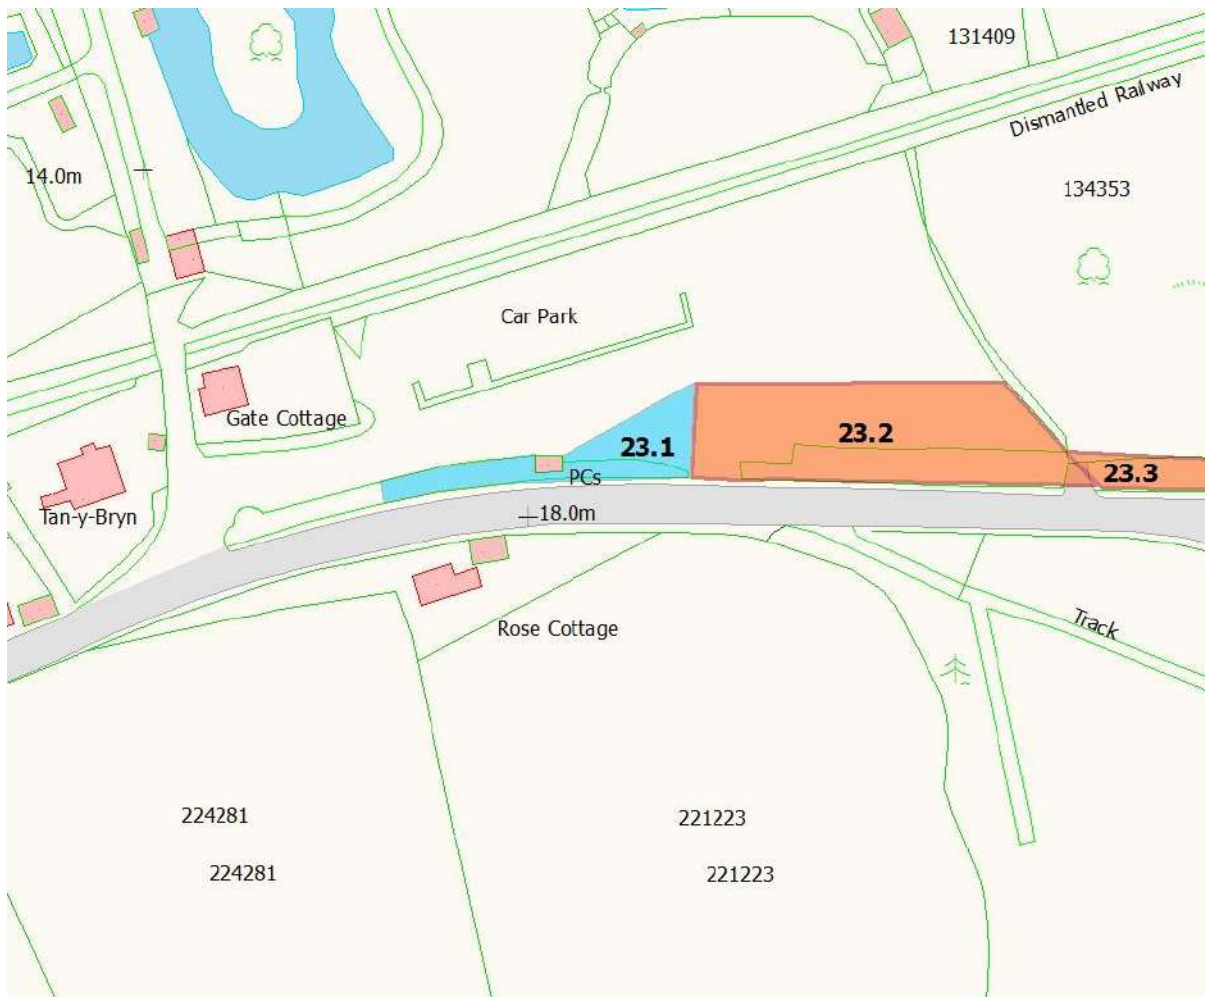 131409
Dismantled Railway
14.0m
134353
Car Park
Gate Cottage
23.1
23.2
23.3
PCs
Tan-y-Bryn
18.0m
Rose Cottage
Track
224281
221223
224281
221223